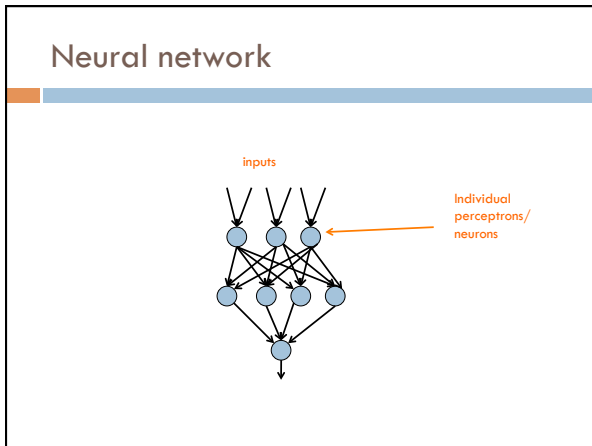 Neural network
inputs
Individual
perceptrons/
neurons